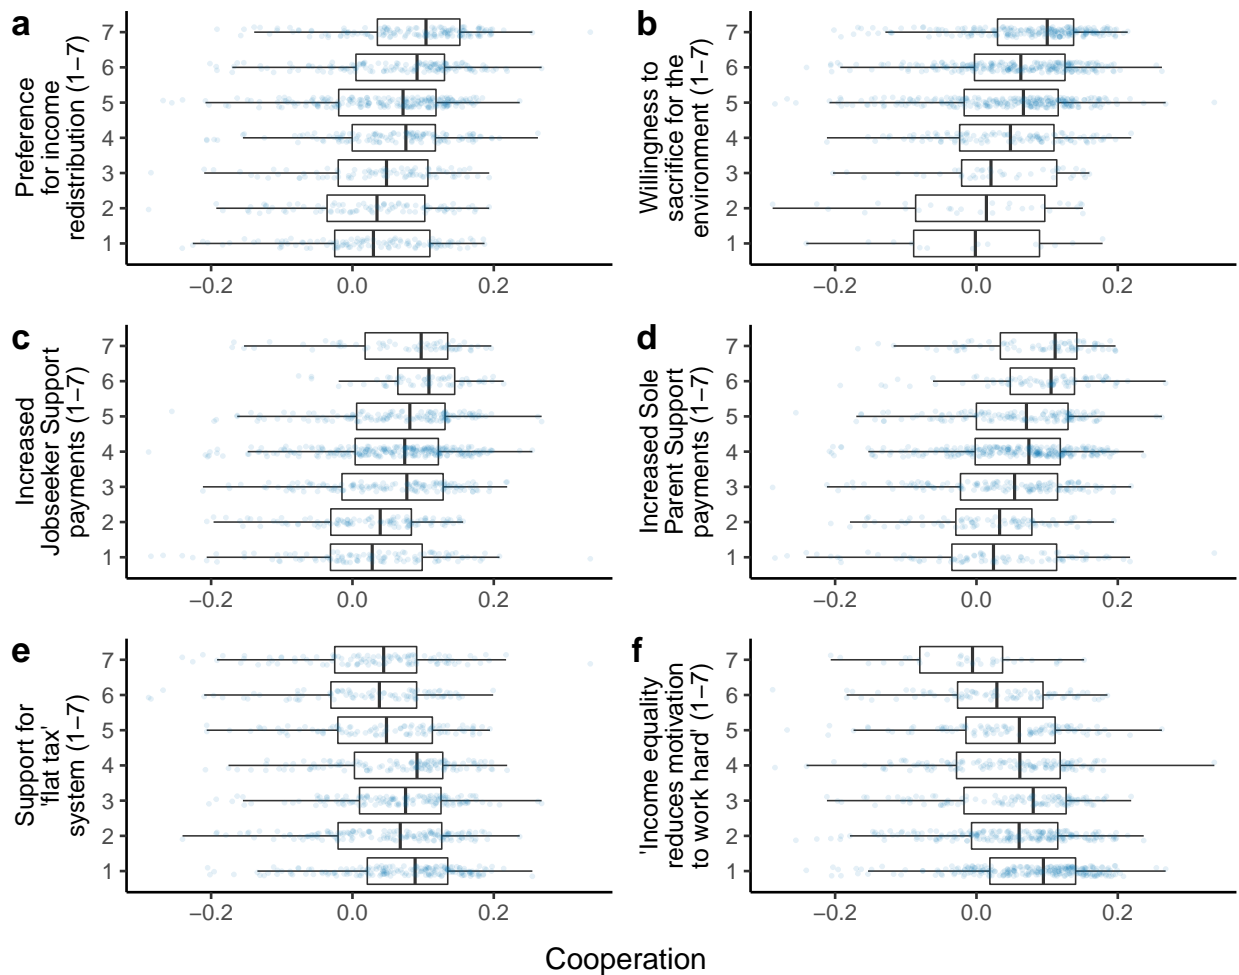 a
Preference
for income
redistribution (1−7)
7
6
5
4
3
2
1
−0.2 0.0 0.2
b
Willingness to
sacrifice for the
environment (1−7)
7
6
5
4
3
2
1
−0.2 0.0 0.2
c
Increased
Jobseeker Support
payments (1−7)
7
6
5
4
3
2
1
−0.2 0.0 0.2
d
Increased Sole
Parent Support
payments (1−7)
7
6
5
4
3
2
1
−0.2 0.0 0.2
e
Support for
'flat tax'
system (1−7)
7
6
5
4
3
2
1
−0.2 0.0 0.2
f
'Income equality
reduces motivation
to work hard' (1−7)
7
6
5
4
3
2
1
−0.2 0.0 0.2
Cooperation